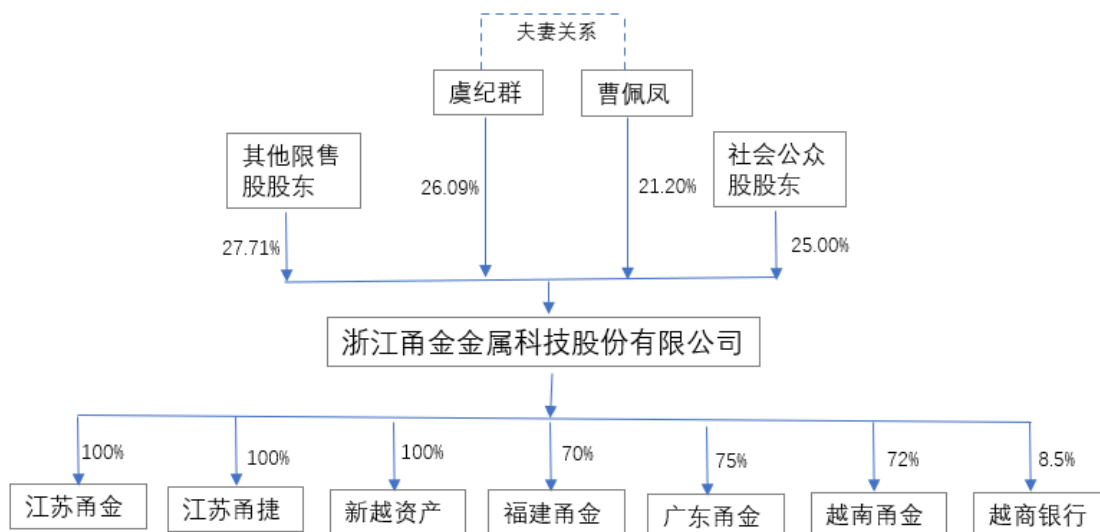 夫妻关系
虞纪群
曹佩凤
其他限售
股股东
社会公众
股股东
26.09%
21.20%
27.71%
25.00%
浙江甬金金属科技股份有限公司
100%
100%
100%
70%
75%
72%
8.5%
江苏甬金
江苏甬捷
新越资产
福建甬金
广东甬金
越南甬金
越商银行